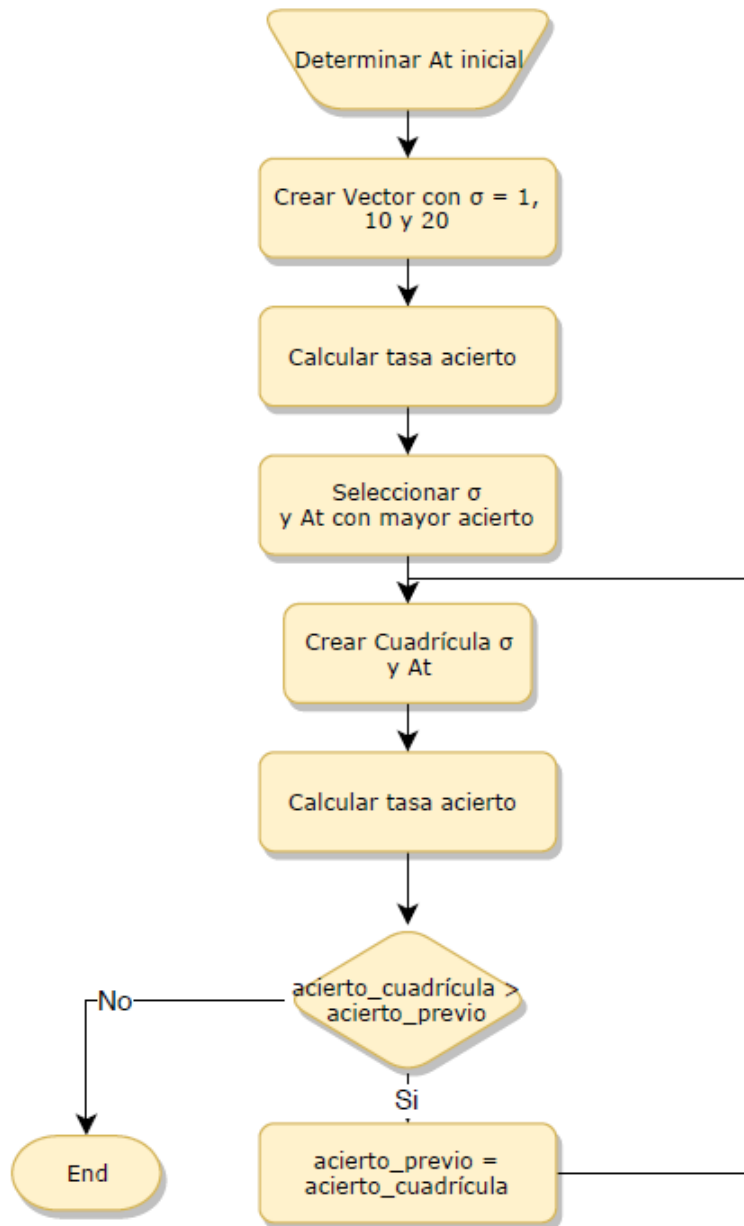 Determinar At inicial
Crear Vector con σ = 1,
10 y 20
Calcular tasa acierto
Seleccionar σ
y At con mayor acierto
Crear Cuadrícula σ
y At
Calcular tasa acierto
acierto_cuadrícula >
acierto_previo
No
Si
End
acierto_previo =
acierto_cuadrícula